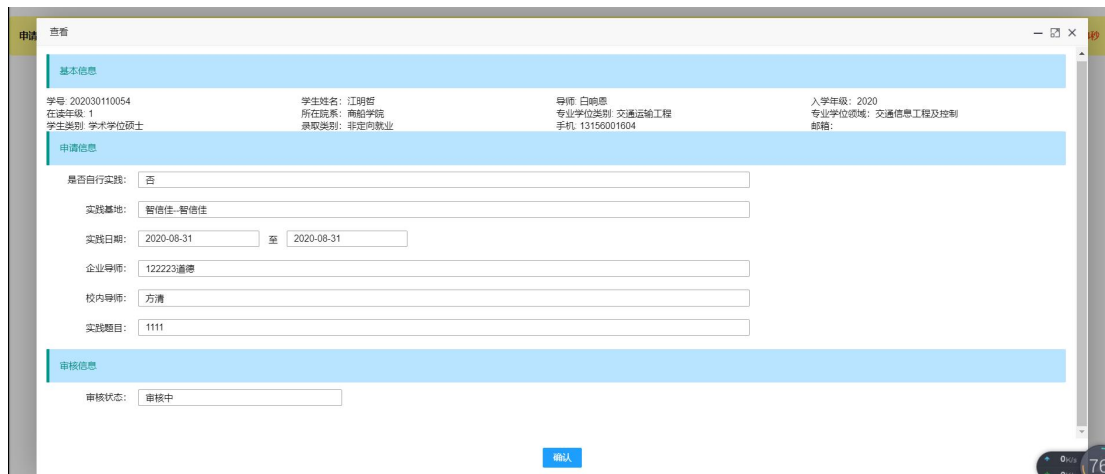 申请
查看
秒
基本信息
学号: 202030110054 学生姓名: 江明哲 导师: 白响恩 入学年级: 2020
在读年级: 1 所在院系: 商船学院 专业学位类别: 交通运输工程 专业学位领域: 交通信息工程及控制
学生类别: 学术学位硕士 录取类别: 非定向就业 手机: 13156001604 邮箱:
申请信息
是否自行实践: 否
实践基地: 智信佳--智信佳
实践日期: 2020-08-31 至 2020-08-31
企业导师: 122223道德
校内导师: 方清
实践题目: 1111
审核信息
审核状态: 审核中
确认
0K/s
76